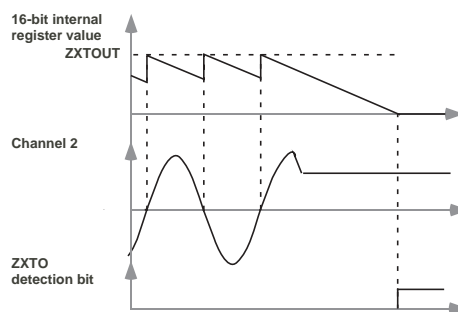 16-bit internal
register value
ZXTOUT
Channel 2
ZXTO
detection bit